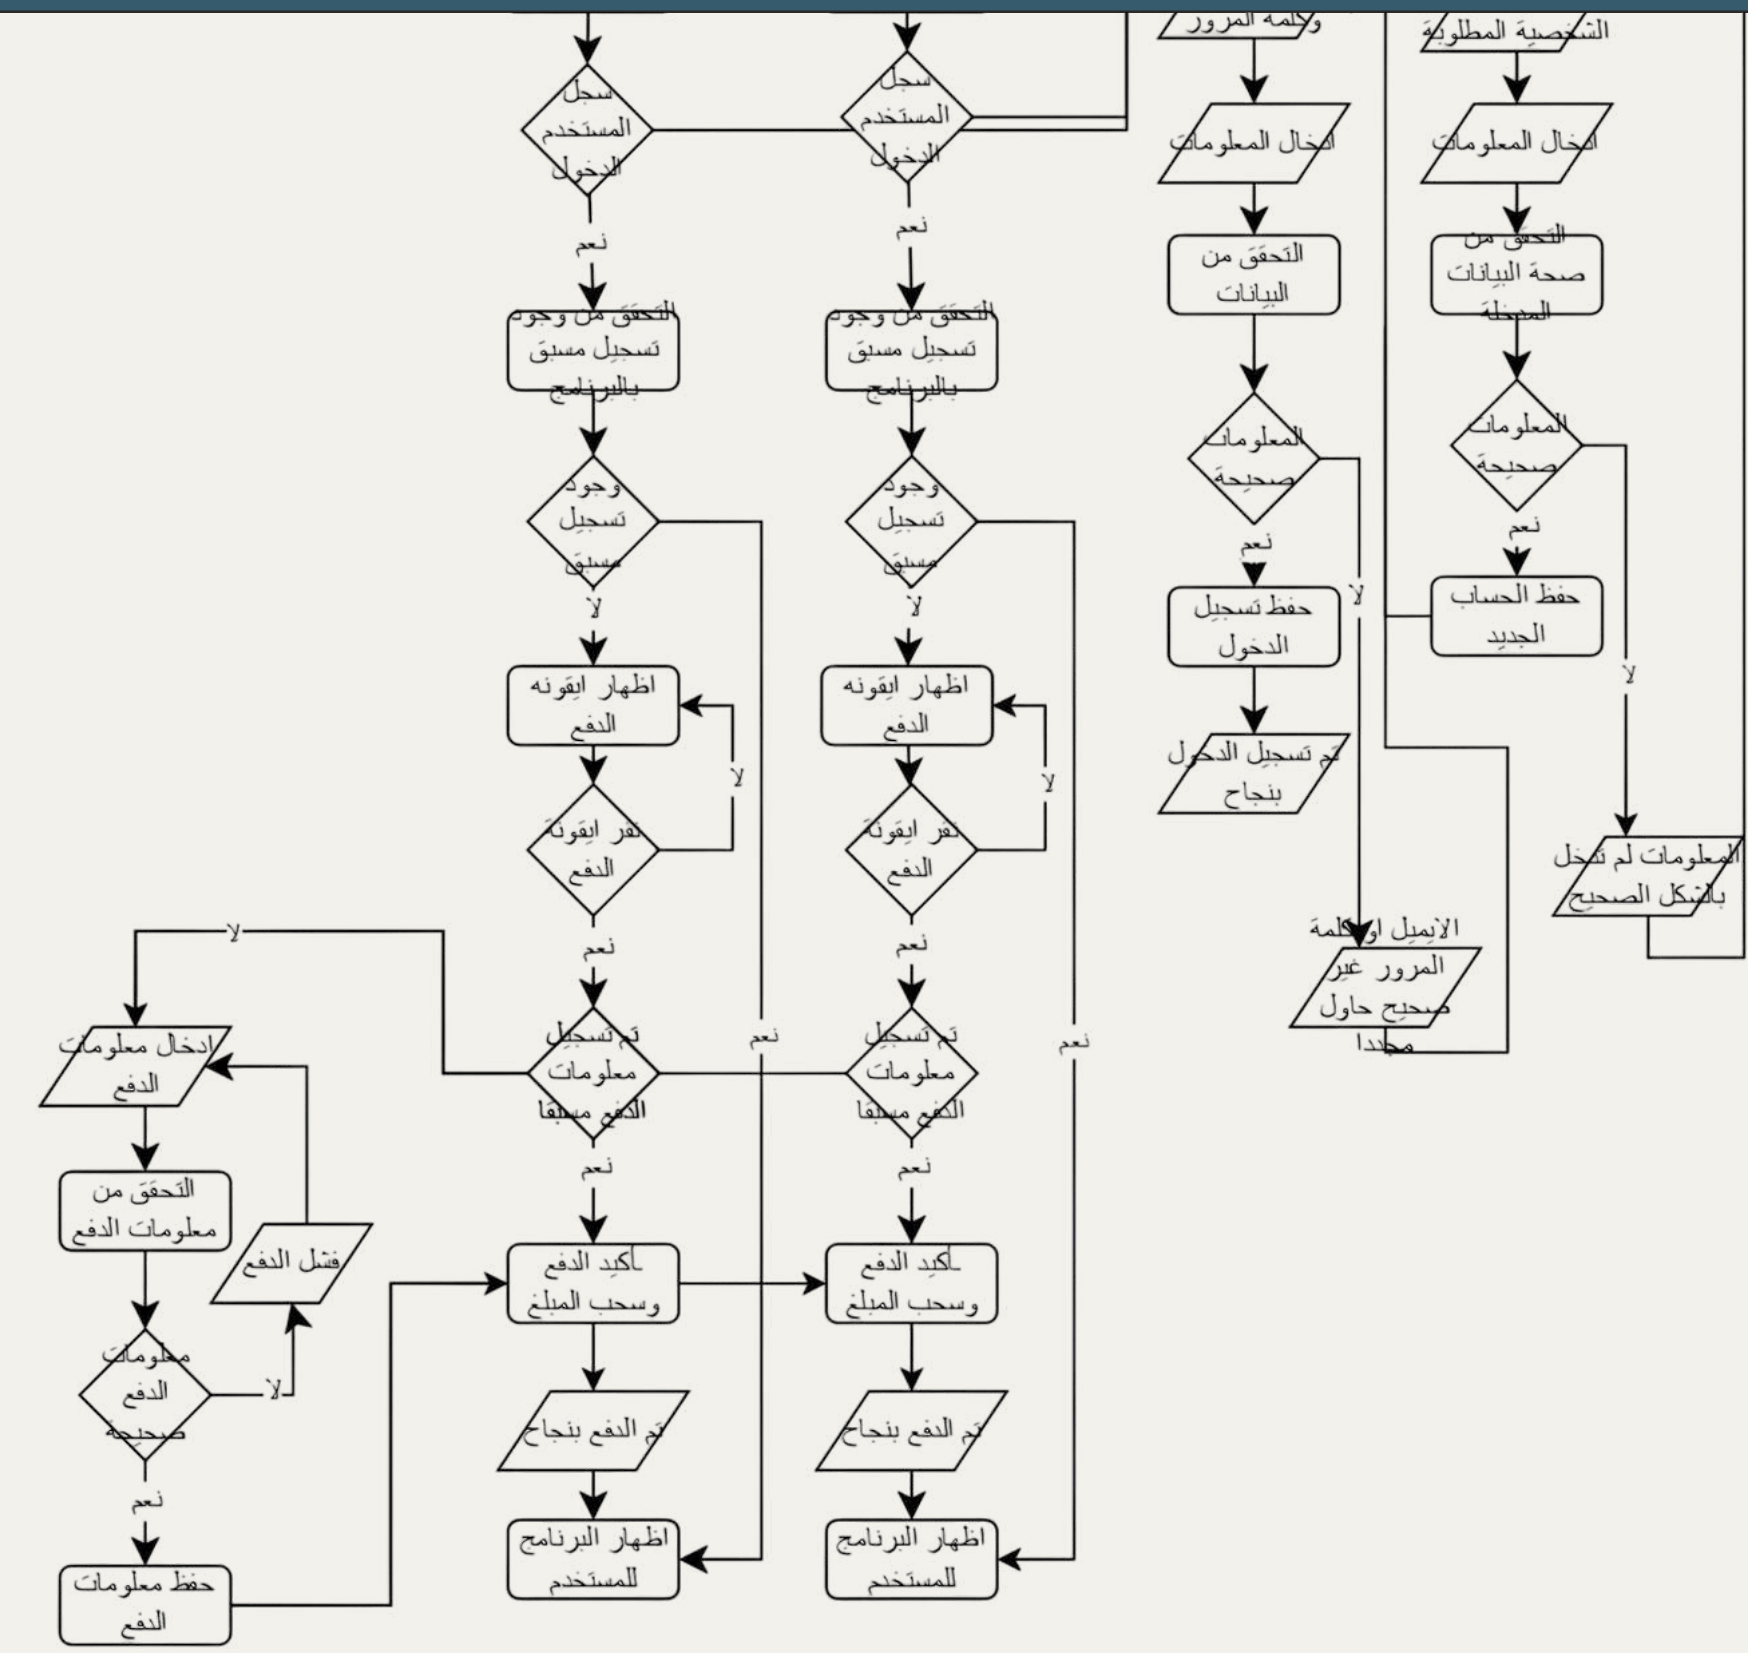 وكلمة المرور
الشخصية المطلوبة
سجل
المستخدم
الدخول
سجل
المستخدم
الدخول
ادخال المعلومات
ادخال المعلومات
نعم
نعم
التحقق من
البيانات
التحقق من
صحة البيانات
المدخلة
التحقق من وجود
تسجيل مسبق
بالبرنامج
التحقق من وجود
تسجيل مسبق
بالبرنامج
المعلومات
صحيحة
المعلومات
صحيحة
وجود
تسجيل
مسبق
وجود
تسجيل
مسبق
نعم
نعم
لا
لا
لا
حفظ تسجيل
الدخول
حفظ الحساب
الجديد
لا
اظهار ايقونه
الدفع
اظهار ايقونه
الدفع
لا
لا
تم تسجيل الدخول
بنجاح
نقر ايقونة
الدفع
نقر ايقونة
الدفع
المعلومات لم تدخل
بالشكل الصحيح
لا
نعم
نعم
الايميل او كلمة
المرور غير
صحيح حاول
مجددا
ادخال معلومات
الدفع
تم تسجيل
معلومات
الدفع مسبقا
نعم
تم تسجيل
معلومات
الدفع مسبقا
نعم
نعم
نعم
التحقق من
معلومات الدفع
فشل الدفع
ـأكيد الدفع
وسحب المبلغ
ـأكيد الدفع
وسحب المبلغ
معلومات
الدفع
صحيحة
لا
تم الدفع بنجاح
تم الدفع بنجاح
نعم
اظهار البرنامج
للمستخدم
اظهار البرنامج
للمستخدم
حفظ معلومات
الدفع